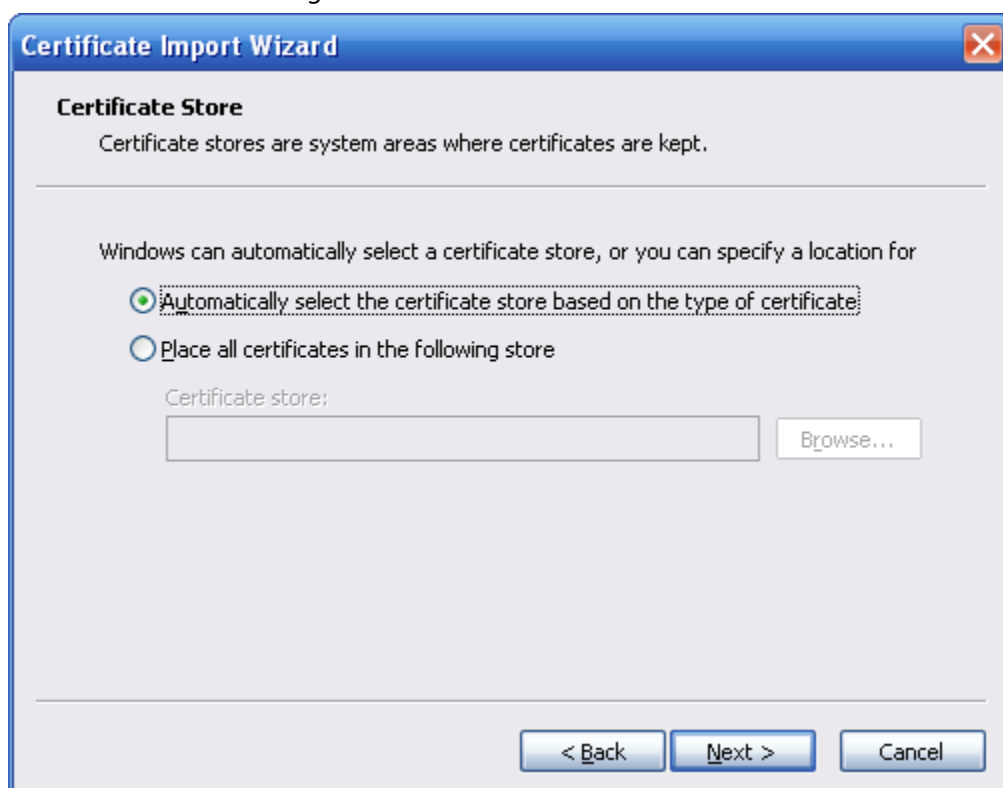 Certificate Import Wizard
Certificate Store
Certificate stores are system areas where certificates are kept.
Windows can automatically select a certificate store, or you can specify a location for
Automatically select the certificate store based on the type of certificate
Place all certificates in the following store
Certificate store:
Browse...
< Back
Next >
Cancel